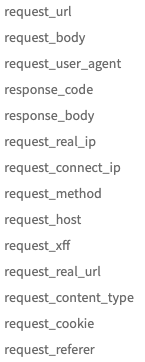 request_url
request_body
request_user_agent
response_code
response_body
request_real_ip
request_connect_ip
request_method
request_host
request_xff
request_real_url
request_content_type
request_cookie
request_referer